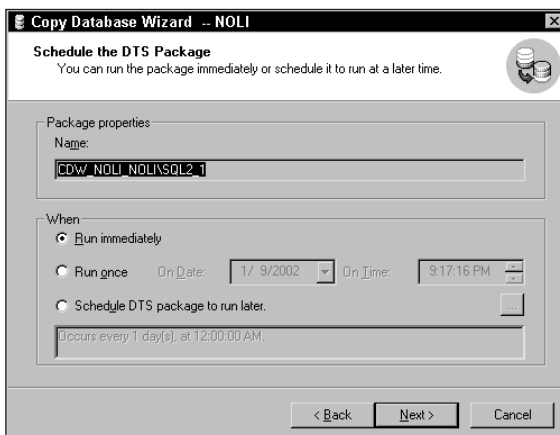 Copy Database Wizard -- NOLI
Schedule the DTS Package
You can run the package immediately or schedule it to run at a later time.
Package properties
Name:
CDW_NOLI_NOLI\SQL2_1
When
Run immediately
Run once On Date: 1/ 9/2002 On Time: 9:17:16 PM
Schedule DTS package to run later. ...
Occurs every 1 day(s), at 12:00:00 AM.
< Back Next > Cancel